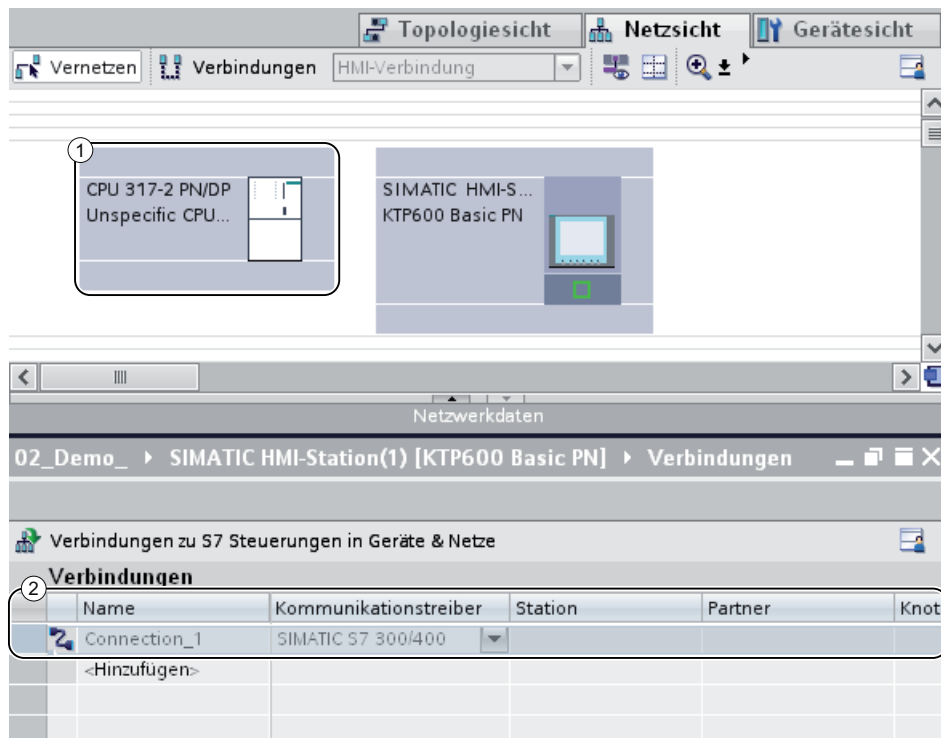 Topologiesicht Netzsicht Gerätesicht
Vernetzen Verbindungen HMI-Verbindung
1
CPU 317-2 PN/DP
Unspecific CPU...
SIMATIC HMI-S...
KTP600 Basic PN
Netzwerkdaten
02_Demo_ SIMATIC HMI-Station(1) [KTP600 Basic PN] Verbindungen
Verbindungen zu S7 Steuerungen in Geräte & Netze
Verbindungen
2
Name Kommunikationstreiber Station Partner Knot
Connection_1 SIMATIC S7 300/400
<Hinzufügen>